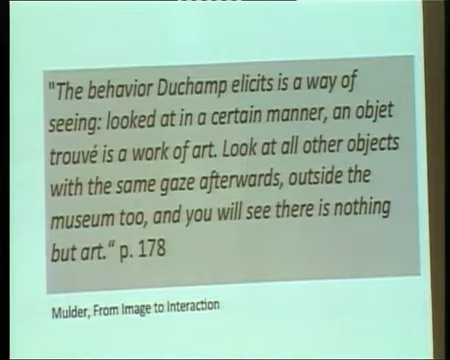 "The behavior Duchamp elicits is a way of
seeing: looked at in a certain manner, an objet
trouvé is a work of art. Look at all other objects
with the same gaze afterwards, outside the
museum too, and you will see there is nothing
but art." p. 178
Mulder, From Image to Interaction